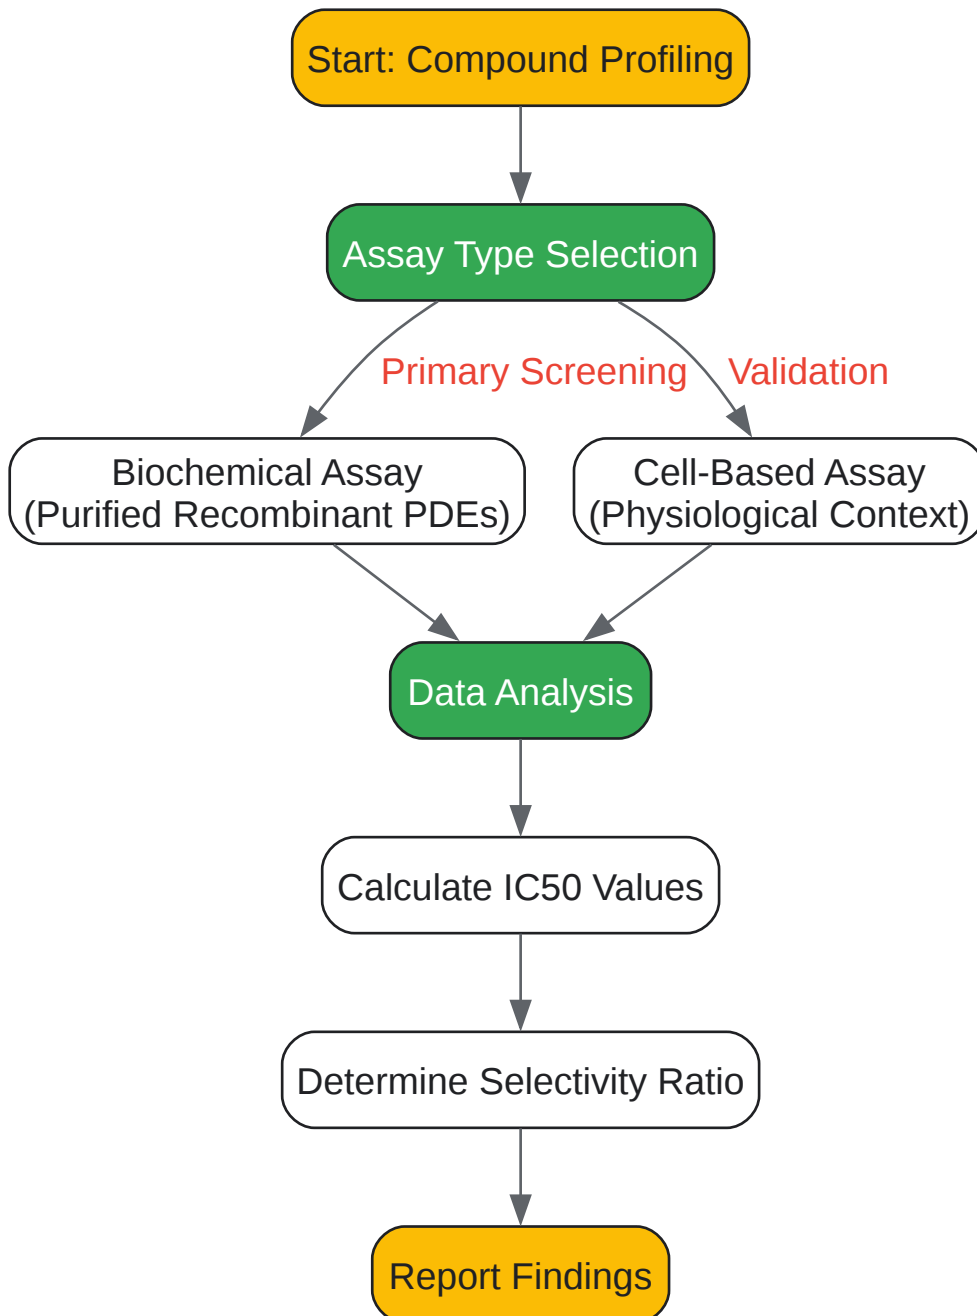 Start: Compound Profiling
Assay Type Selection
Primary Screening
Validation
Biochemical Assay
(Purified Recombinant PDEs)
Cell-Based Assay
(Physiological Context)
Data Analysis
Calculate IC50 Values
Determine Selectivity Ratio
Report Findings